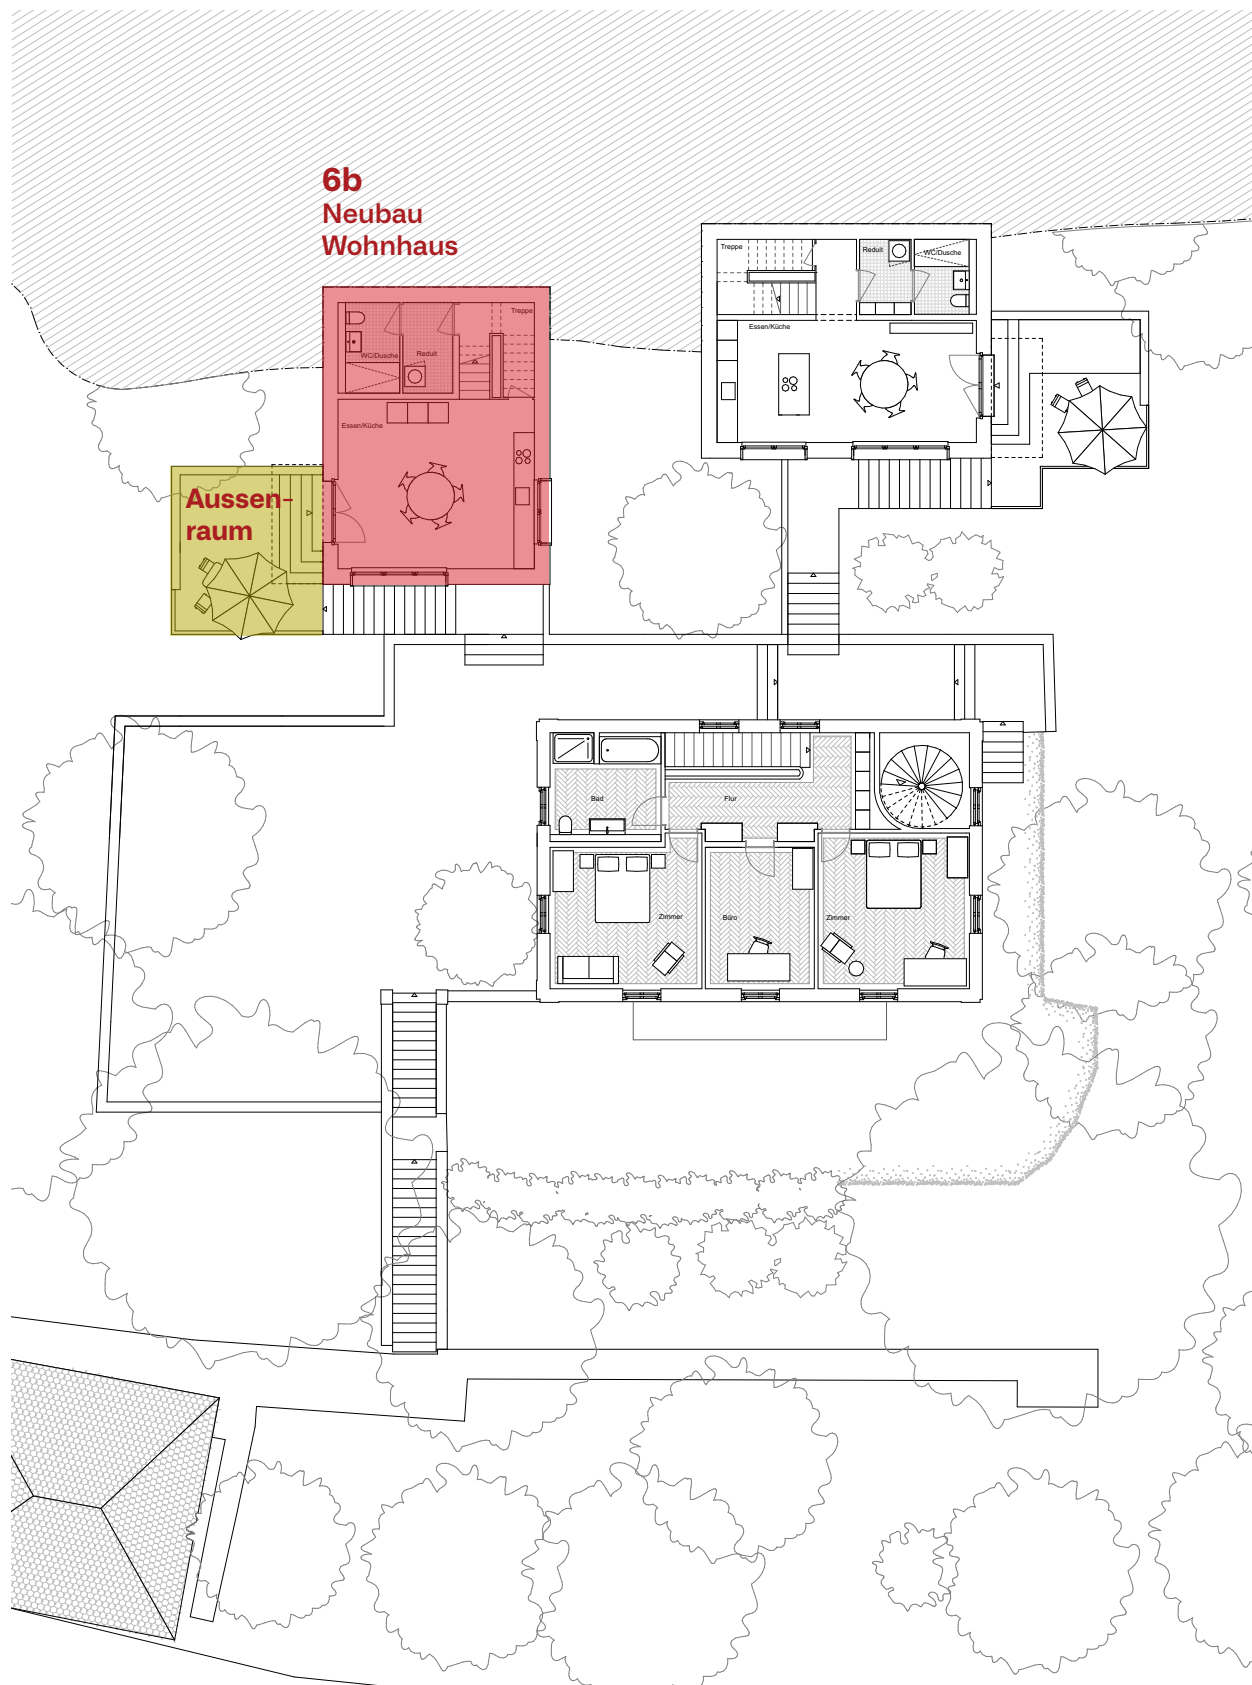 6b
Neubau
Wohnhaus
Treppe
WC/Dusche
Reduit
Essen/Küche
Aussen-
raum
Treppe
Reduit
WC/Dusche
Essen/Küche
Bad
Flur
Zimmer
Büro
Zimmer